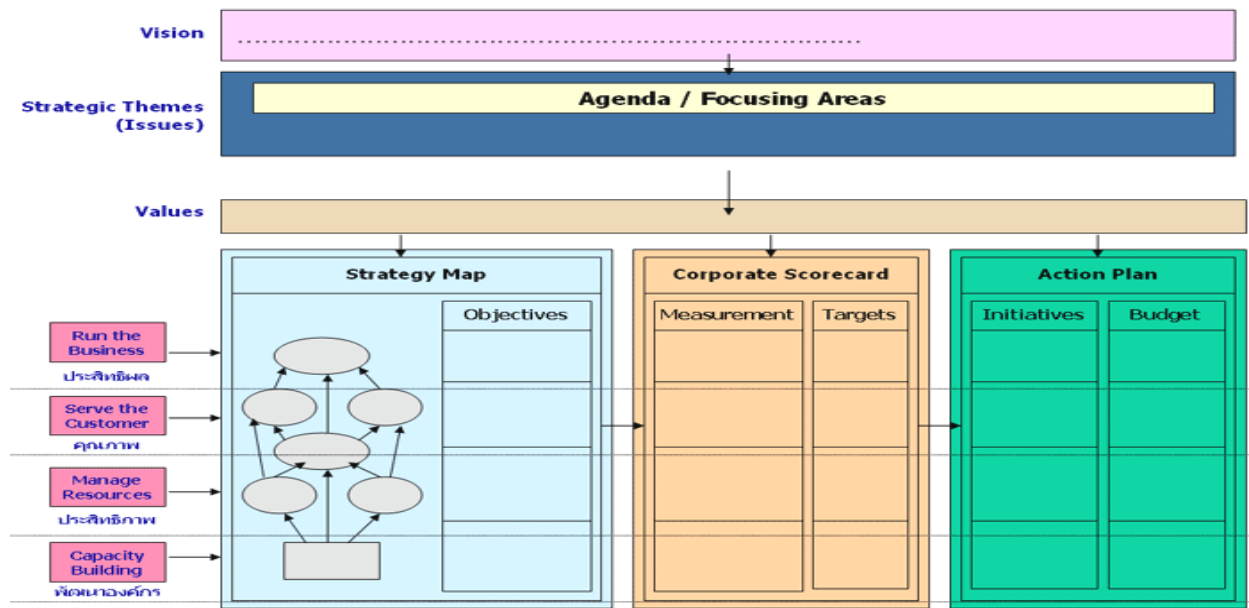 Vision
Strategic Themes
(Issues)
Agenda / Focusing Areas
Values
Strategy Map
Corporate Scorecard
Action Plan
Objectives
Measurement
Targets
Initiatives
Budget
Run the
Business
ประสิทธิผล
Serve the
Customer
คุณภาพ
Manage
Resources
ประสิทธิภาพ
Capacity
Building
พัฒนาองค์กร